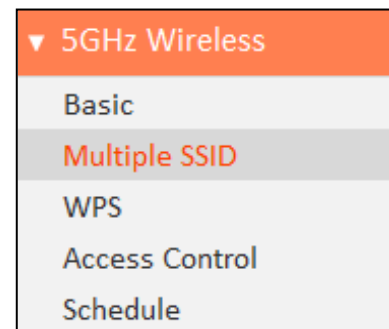 ▼ 5GHz Wireless
Basic
Multiple SSID
WPS
Access Control
Schedule